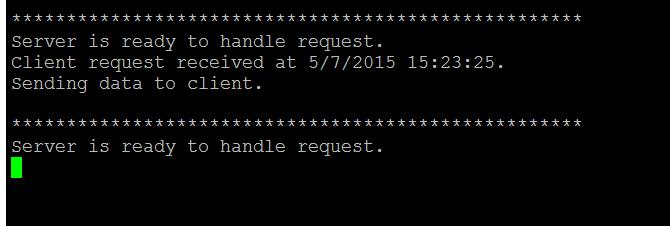 ****************************************************
Server is ready to handle request.
Client request received at 5/7/2015 15:23:25.
Sending data to client.
****************************************************
Server is ready to handle request.